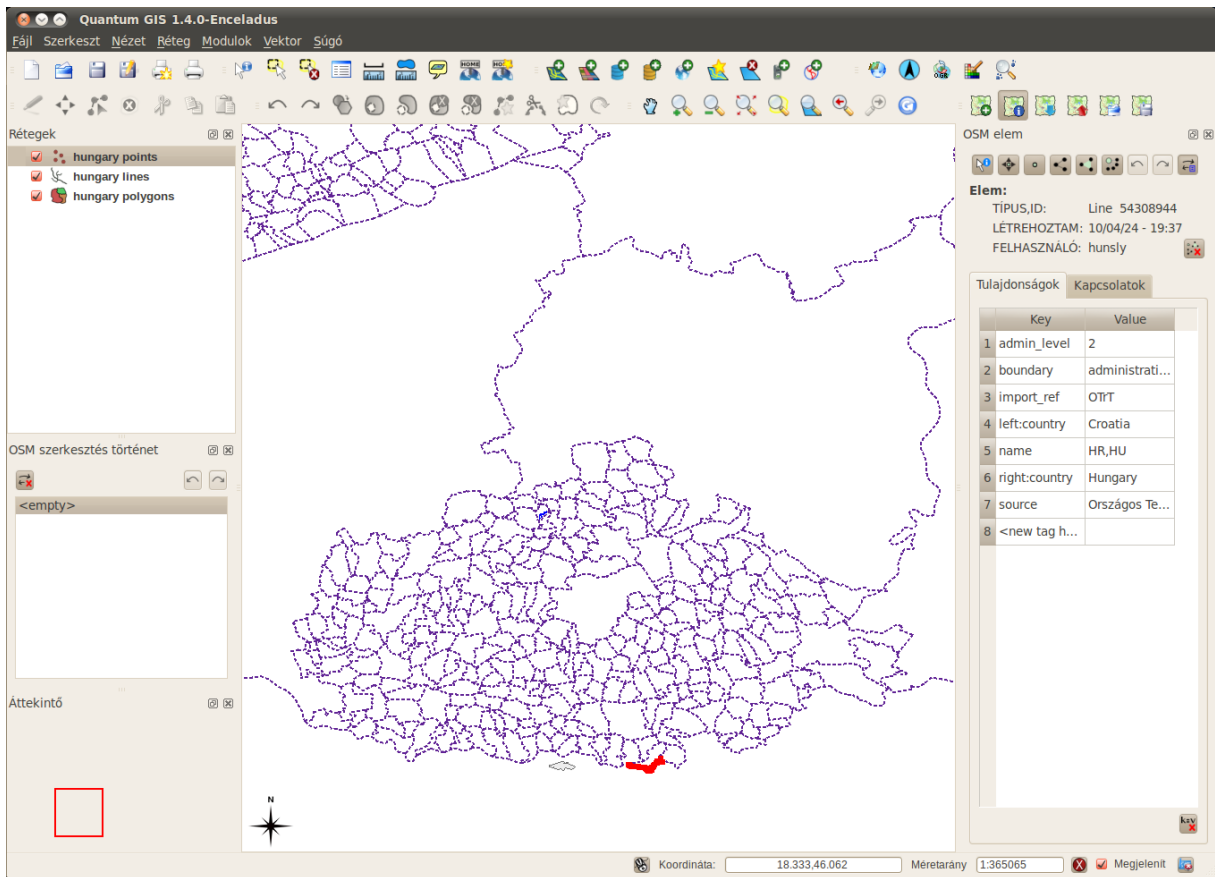 Quantum GIS 1.4.0-Enceladus
Fájl Szerkeszt Nézet Réteg Modulok Vektor Súgó
Rétegek
hungary points
hungary lines
hungary polygons
OSM szerkesztés történet
<empty>
Áttekintő
N
OSM elem
Elem:
TÍPUS,ID: Line 54308944
LÉTREHOZTAM: 10/04/24 - 19:37
FELHASZNÁLÓ: hunsly
Tulajdonságok Kapcsolatok
Key Value
1 admin_level 2
2 boundary administrati...
3 import_ref OTrT
4 left:country Croatia
5 name HR,HU
6 right:country Hungary
7 source Országos Te...
8 <new tag h...
k=v
Koordináta: 18.333,46.062 Méretarány 1:365065 Megjelenít